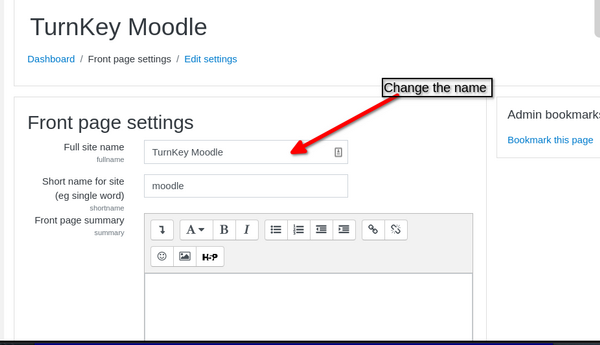 TurnKey Moodle
Dashboard / Front page settings / Edit settings
Change the name
Front page settings
Full site name
fullname
TurnKey Moodle
Short name for site
(eg single word)
shortname
moodle
Front page summary
summary
A B I
H-P
Admin bookmarks
Bookmark this page